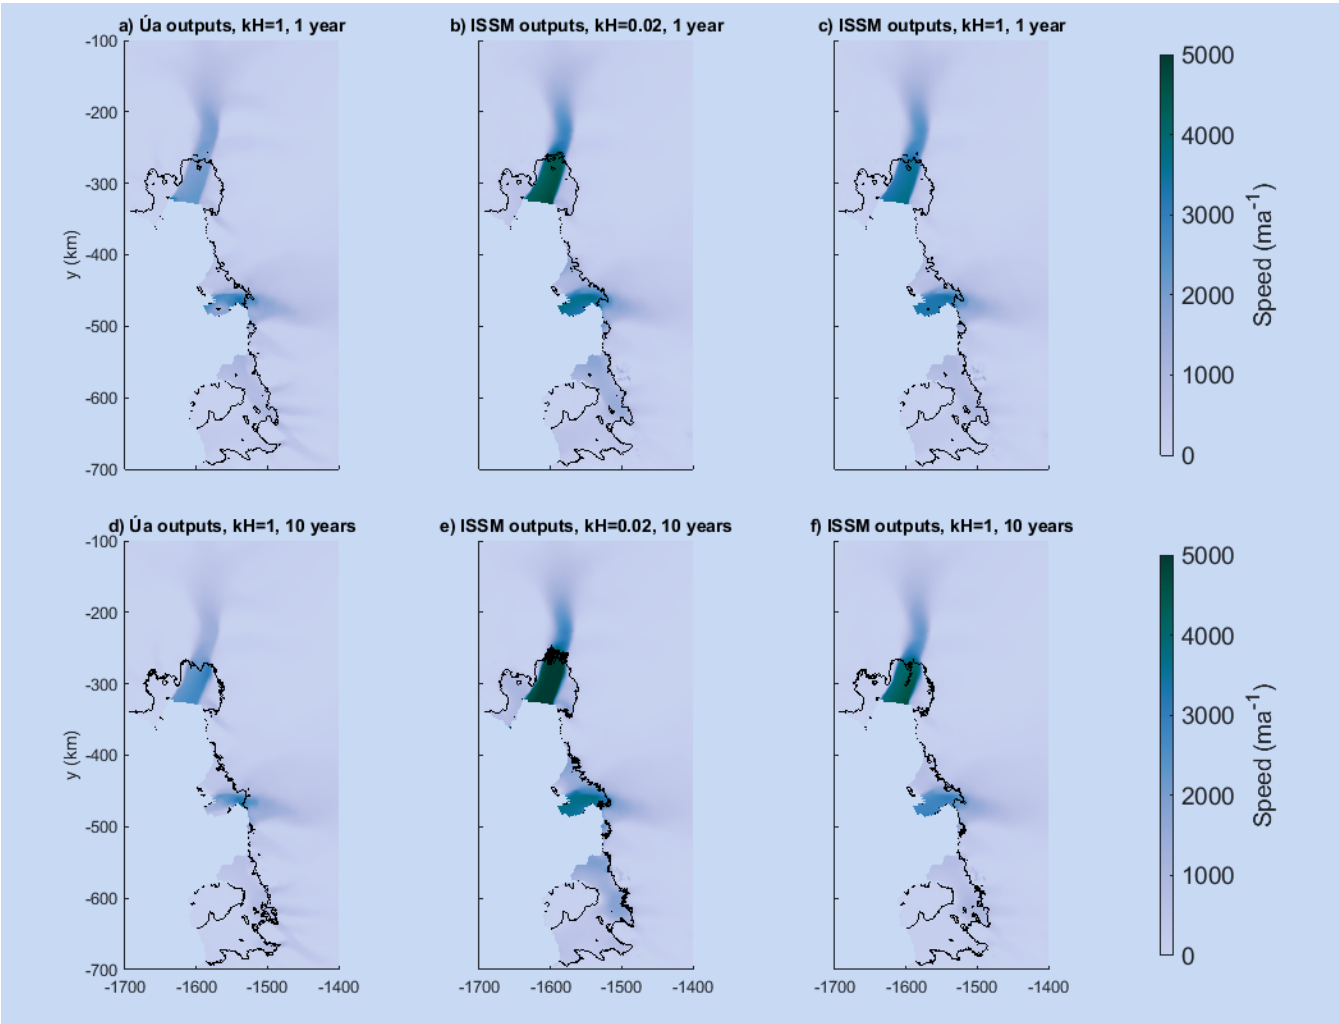 a) Úa outputs, kH=1, 1 year
b) ISSM outputs, kH=0.02, 1 year
c) ISSM outputs, kH=1, 1 year
-100
-200
-300
-400
-500
-600
-700
y (km)
5000
4000
3000
2000
1000
0
Speed (ma⁻¹)
d) Úa outputs, kH=1, 10 years
e) ISSM outputs, kH=0.02, 10 years
f) ISSM outputs, kH=1, 10 years
-100
-200
-300
-400
-500
-600
-700
y (km)
-1700 -1600 -1500 -1400
-1700 -1600 -1500 -1400
-1700 -1600 -1500 -1400
5000
4000
3000
2000
1000
0
Speed (ma⁻¹)